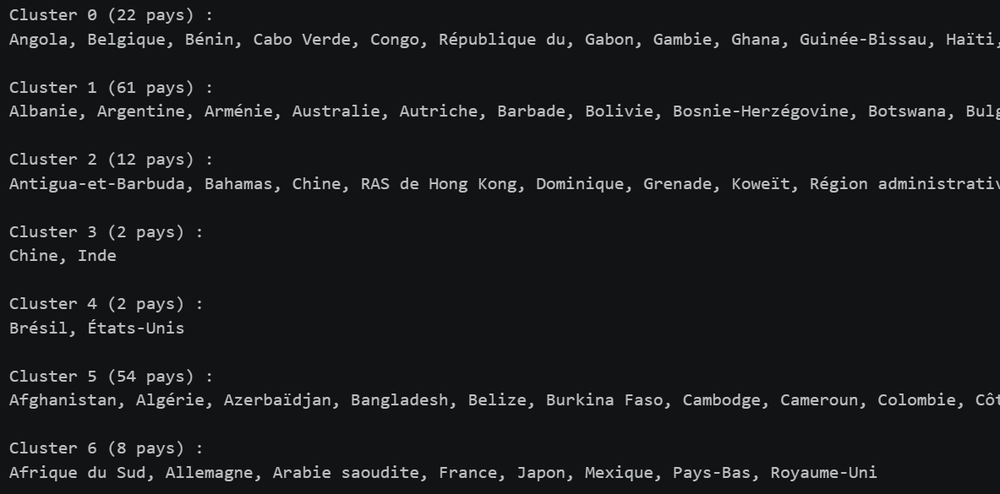 Cluster 0 (22 pays) :
Angola, Belgique, Bénin, Cabo Verde, Congo, République du, Gabon, Gambie, Ghana, Guinée-Bissau, Haïti,
Cluster 1 (61 pays) :
Albanie, Argentine, Arménie, Australie, Autriche, Barbade, Bolivie, Bosnie-Herzégovine, Botswana, Bulg
Cluster 2 (12 pays) :
Antigua-et-Barbuda, Bahamas, Chine, RAS de Hong Kong, Dominique, Grenade, Koweït, Région administrativ
Cluster 3 (2 pays) :
Chine, Inde
Cluster 4 (2 pays) :
Brésil, États-Unis
Cluster 5 (54 pays) :
Afghanistan, Algérie, Azerbaïdjan, Bangladesh, Belize, Burkina Faso, Cambodge, Cameroun, Colombie, Côt
Cluster 6 (8 pays) :
Afrique du Sud, Allemagne, Arabie saoudite, France, Japon, Mexique, Pays-Bas, Royaume-Uni